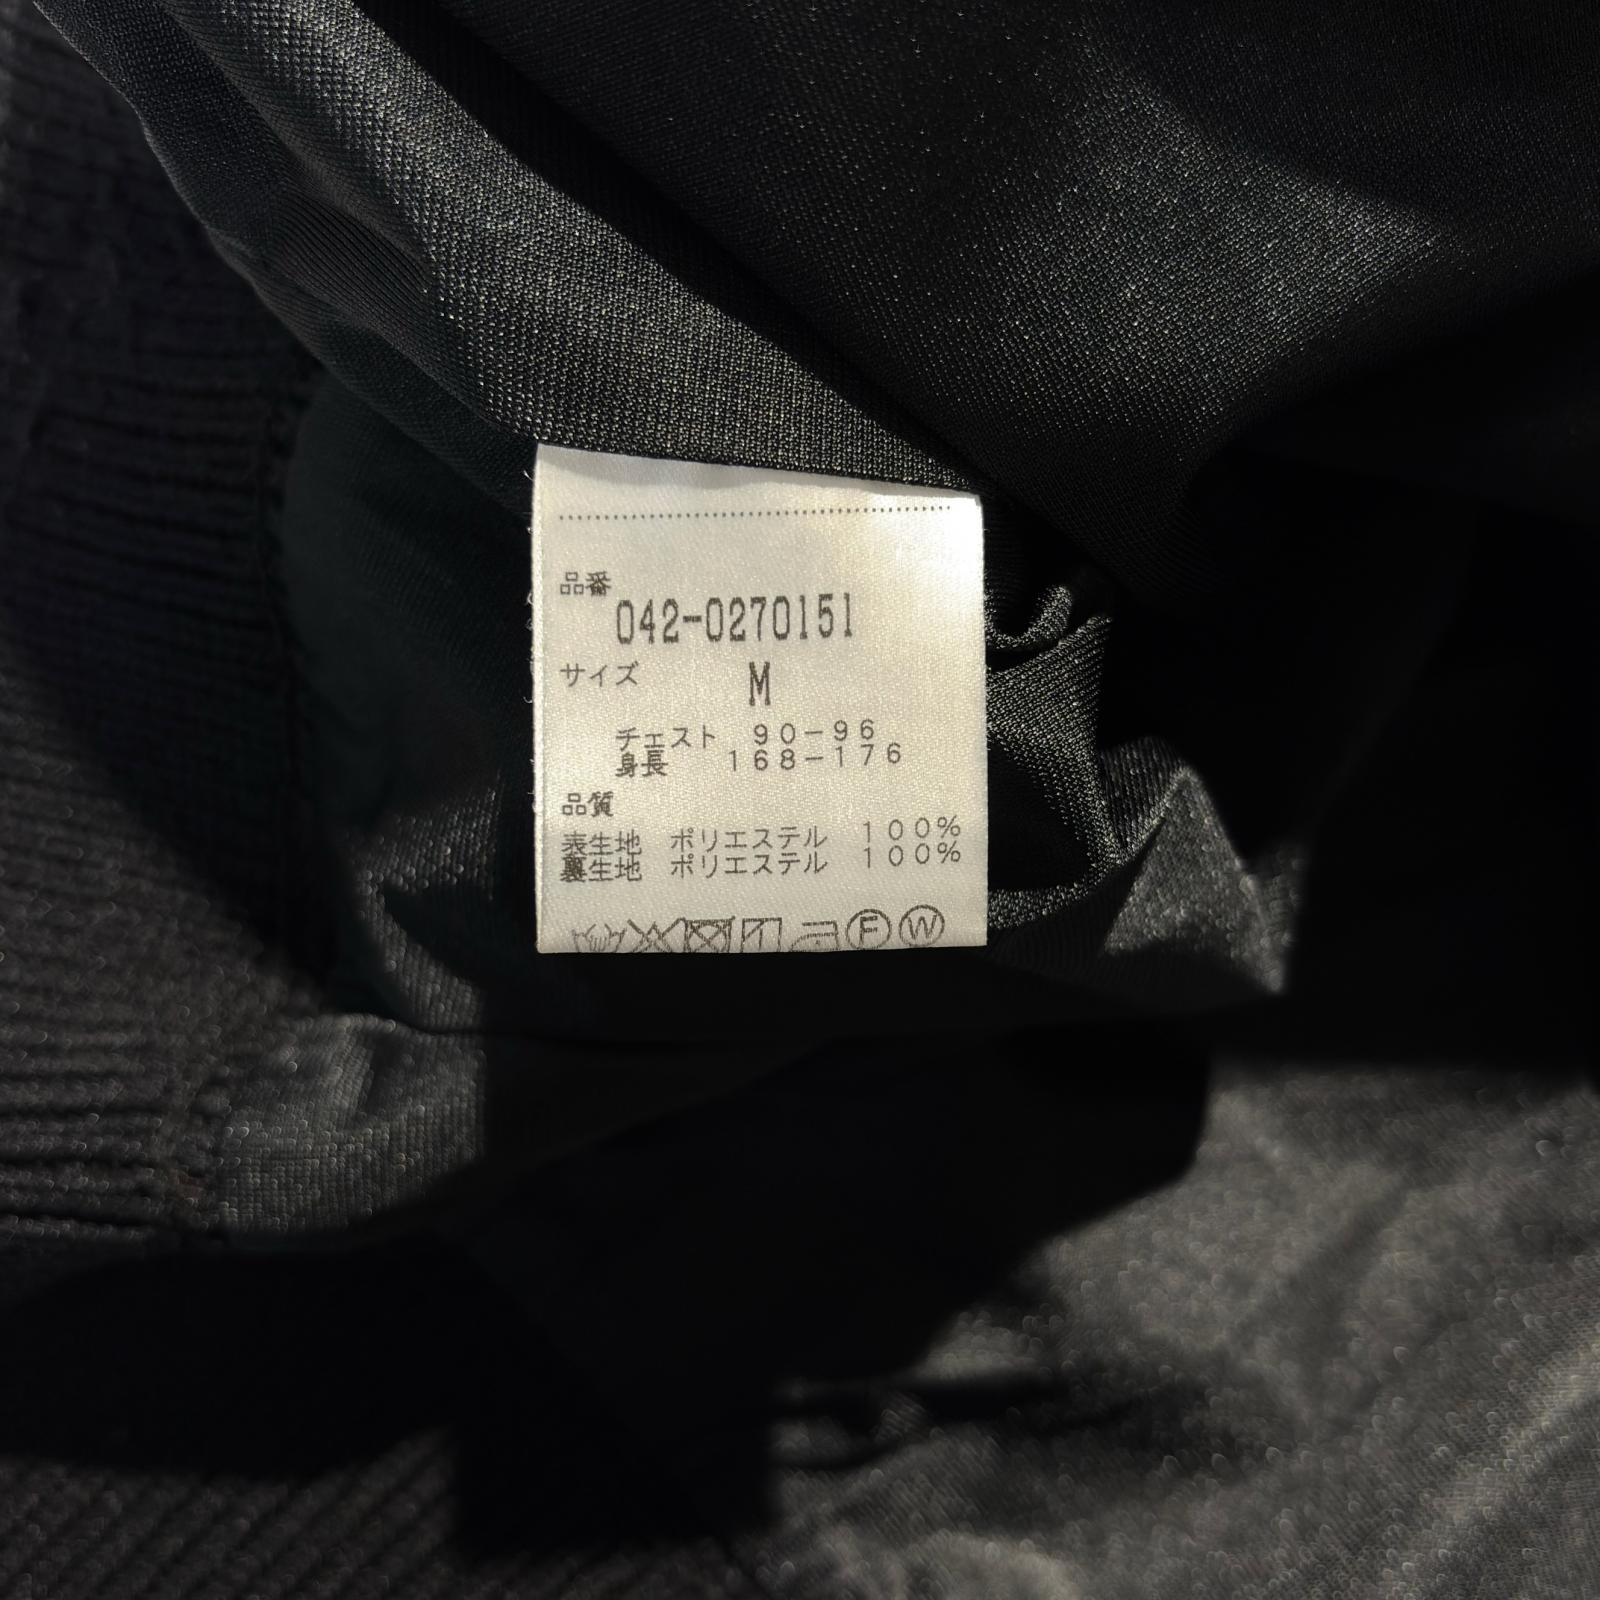 品番
042-0270151
サイズ M
チェスト 90-96
身長 168-176
品質
表生地 ポリエステル 100%
裏生地 ポリエステル 100%
F W